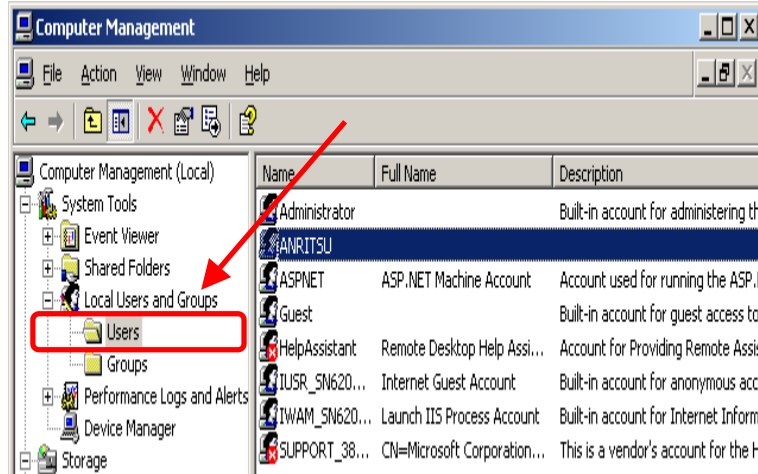 Computer Management
File Action View Window Help
Computer Management (Local)
System Tools
Event Viewer
Shared Folders
Local Users and Groups
Users
Groups
Performance Logs and Alerts
Device Manager
Storage
Name Full Name Description
Administrator Built-in account for administering th
ANRITSU
ASPNET ASP.NET Machine Account Account used for running the ASP.
Guest Built-in account for guest access to
HelpAssistant Remote Desktop Help Assi... Account for Providing Remote Assis
IUSR_SN620... Internet Guest Account Built-in account for anonymous acc
IWAM_SN620... Launch IIS Process Account Built-in account for Internet Inform
SUPPORT_38... CN=Microsoft Corporation... This is a vendor's account for the H